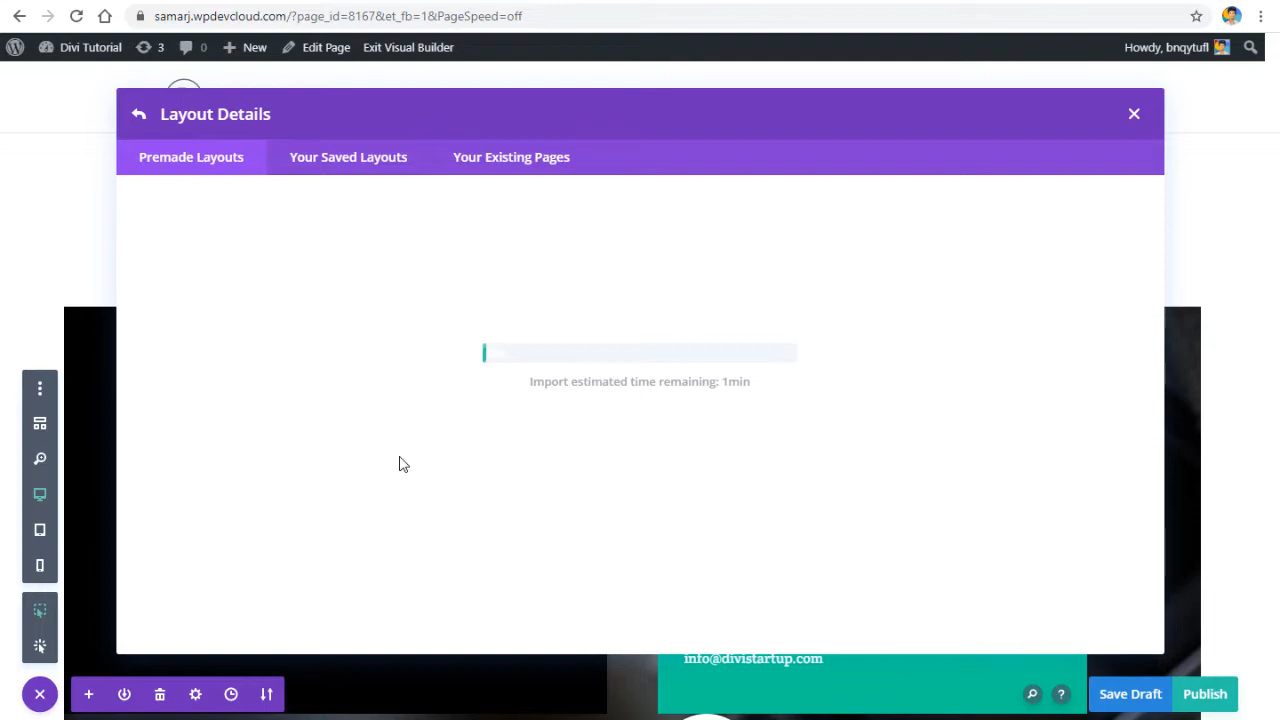 samarj.wpdevcloud.com/?page_id=8167&et_fb=1&PageSpeed=off
Divi Tutorial 3 0 New Edit Page Exit Visual Builder Howdy, bnqytufl
Layout Details
Premade Layouts Your Saved Layouts Your Existing Pages
Import estimated time remaining: 1min
info@divistartup.com
? Save Draft Publish